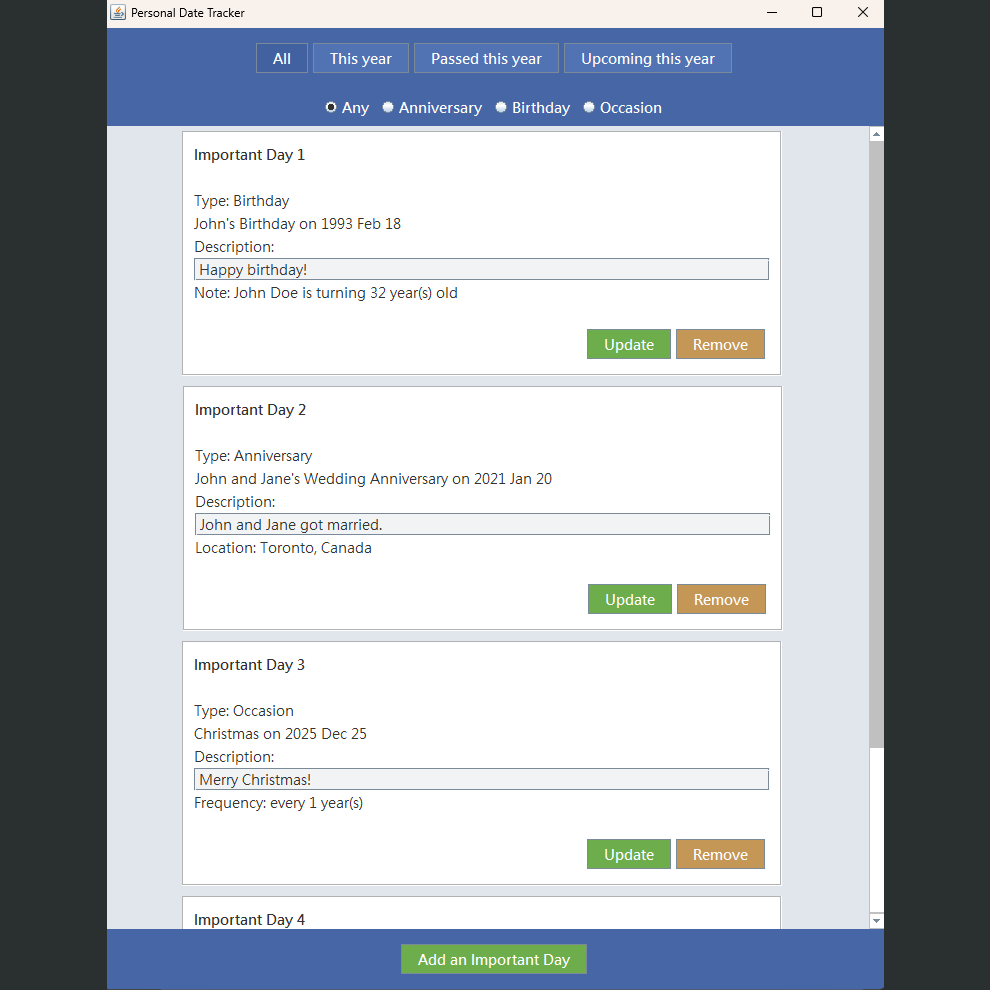 Personal Date Tracker
All This year Passed this year Upcoming this year
Any Anniversary Birthday Occasion
Important Day 1
Type: Birthday
John's Birthday on 1993 Feb 18
Description:
Happy birthday!
Note: John Doe is turning 32 year(s) old
Update Remove
Important Day 2
Type: Anniversary
John and Jane's Wedding Anniversary on 2021 Jan 20
Description:
John and Jane got married.
Location: Toronto, Canada
Update Remove
Important Day 3
Type: Occasion
Christmas on 2025 Dec 25
Description:
Merry Christmas!
Frequency: every 1 year(s)
Update Remove
Important Day 4
Add an Important Day